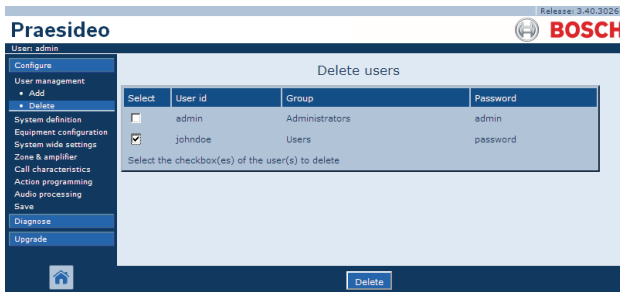 Release: 3.40.3026
Praesideo
BOSCH
User: admin
Configure
User management
• Add
• Delete
System definition
Equipment configuration
System wide settings
Zone & amplifier
Call characteristics
Action programming
Audio processing
Save
Diagnose
Upgrade
Delete users
Select User id Group Password
admin Administrators admin
johndoe Users password
Select the checkbox(es) of the user(s) to delete
Delete